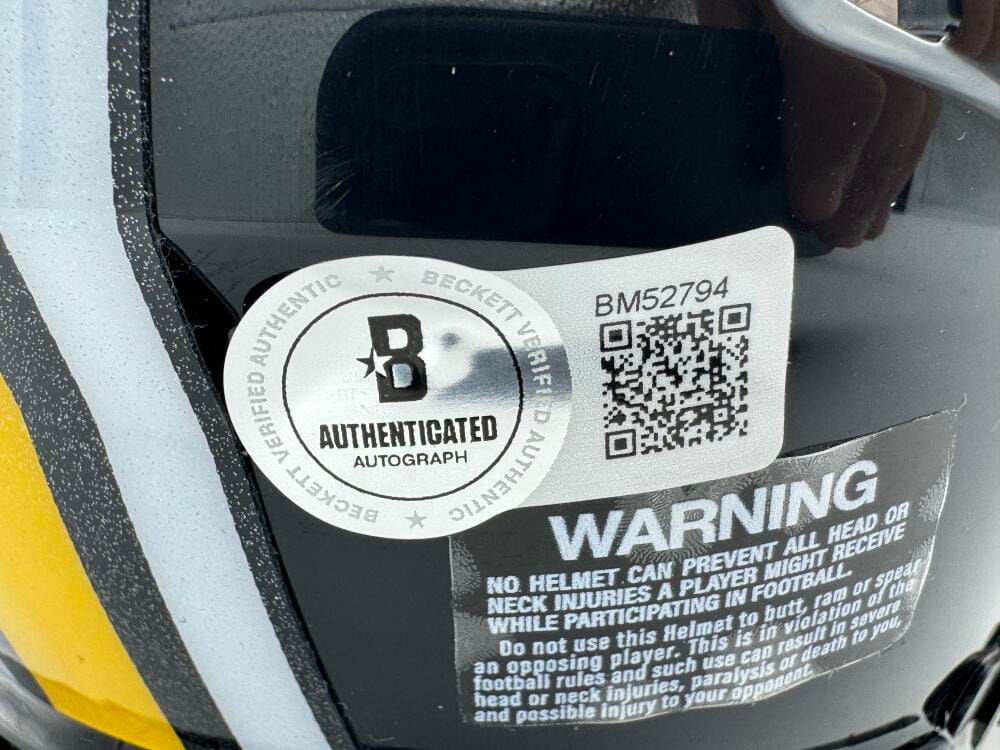 BECKETT VERIFIED AUTHENTIC
BECKETT VERIFIED AUTHENTIC
B
AUTHENTICATED
AUTOGRAPH
BM52794
WARNING
NO HELMET CAN PREVENT ALL HEAD OR
NECK INJURIES A PLAYER MIGHT RECEIVE
WHILE PARTICIPATING IN FOOTBALL.
Do not use this Helmet to butt, ram or spear
an opposing player. This is in violation of the
football rules and such use can result in severe
head or neck injuries, paralysis or death to you,
and possible injury to your opponent.